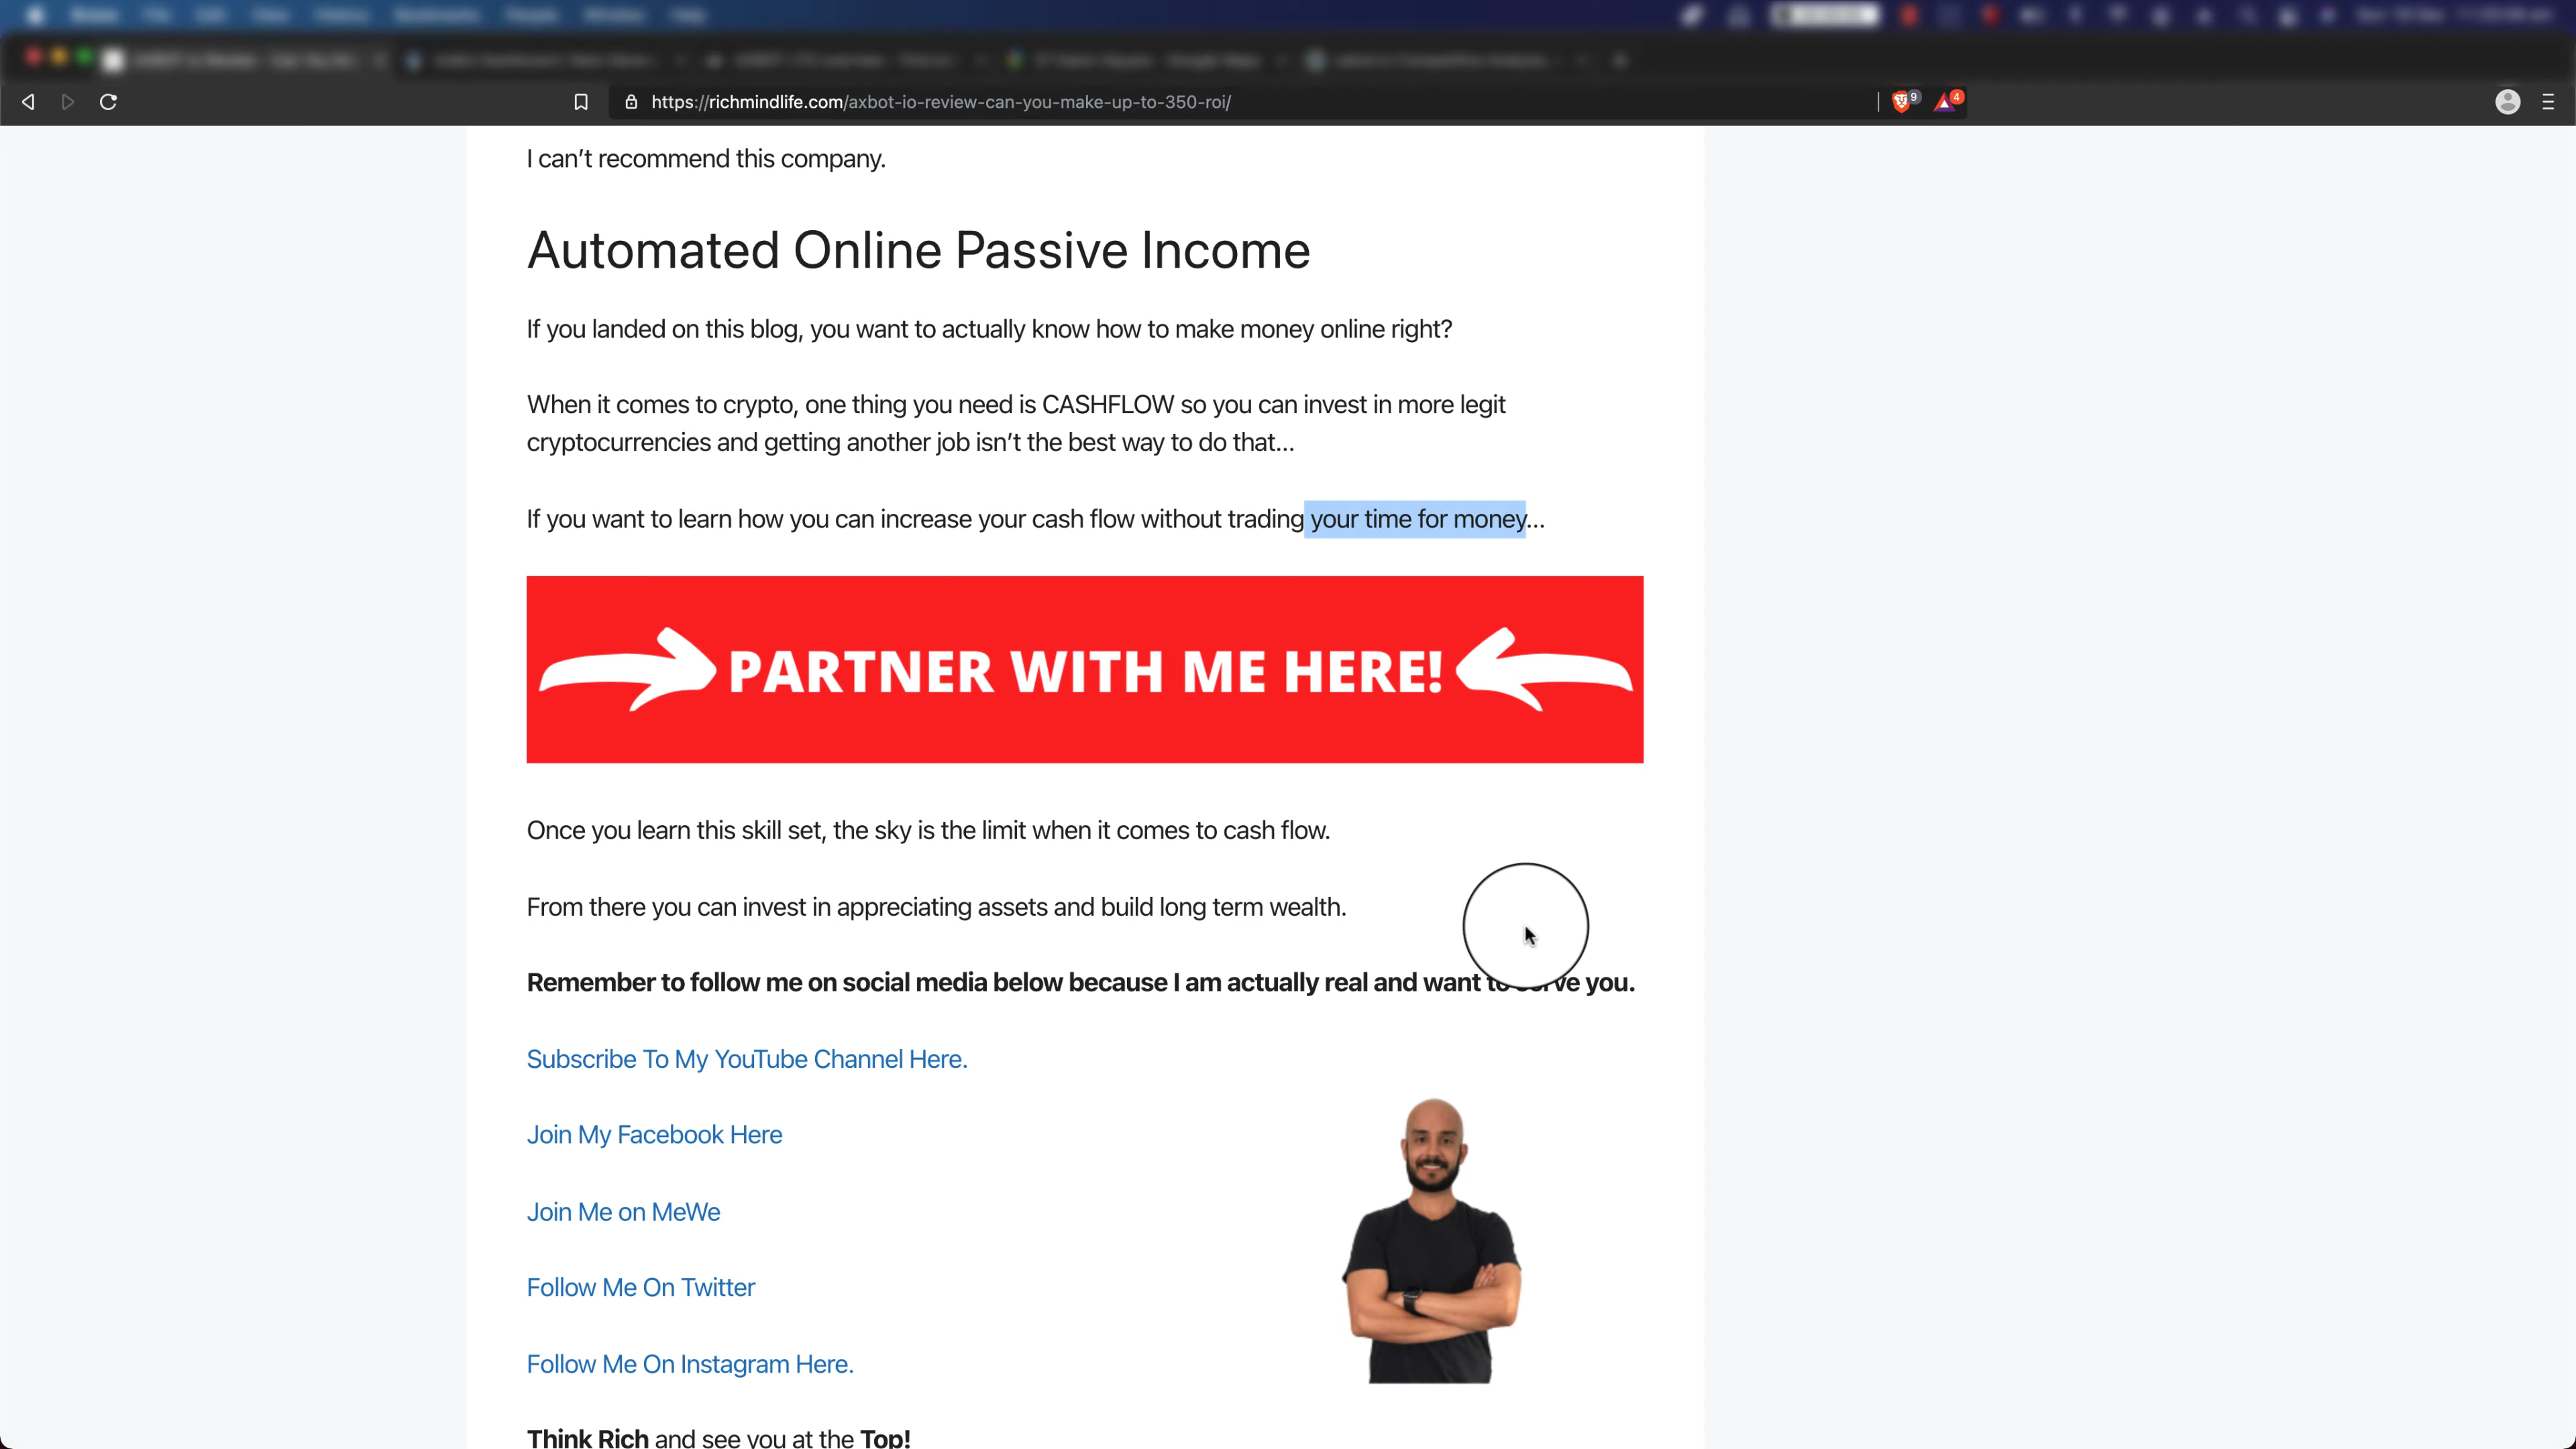 https://richmindlife.com/axbot-io-review-can-you-make-up-to-350-roi/
9
4
I can’t recommend this company.
Automated Online Passive Income
If you landed on this blog, you want to actually know how to make money online right?
When it comes to crypto, one thing you need is CASHFLOW so you can invest in more legit
cryptocurrencies and getting another job isn’t the best way to do that…
If you want to learn how you can increase your cash flow without trading your time for money…
PARTNER WITH ME HERE!
Once you learn this skill set, the sky is the limit when it comes to cash flow.
From there you can invest in appreciating assets and build long term wealth.
Remember to follow me on social media below because I am actually real and want to serve you.
Subscribe To My YouTube Channel Here.
Join My Facebook Here
Join Me on MeWe
Follow Me On Twitter
Follow Me On Instagram Here.
Think Rich and see you at the Top!